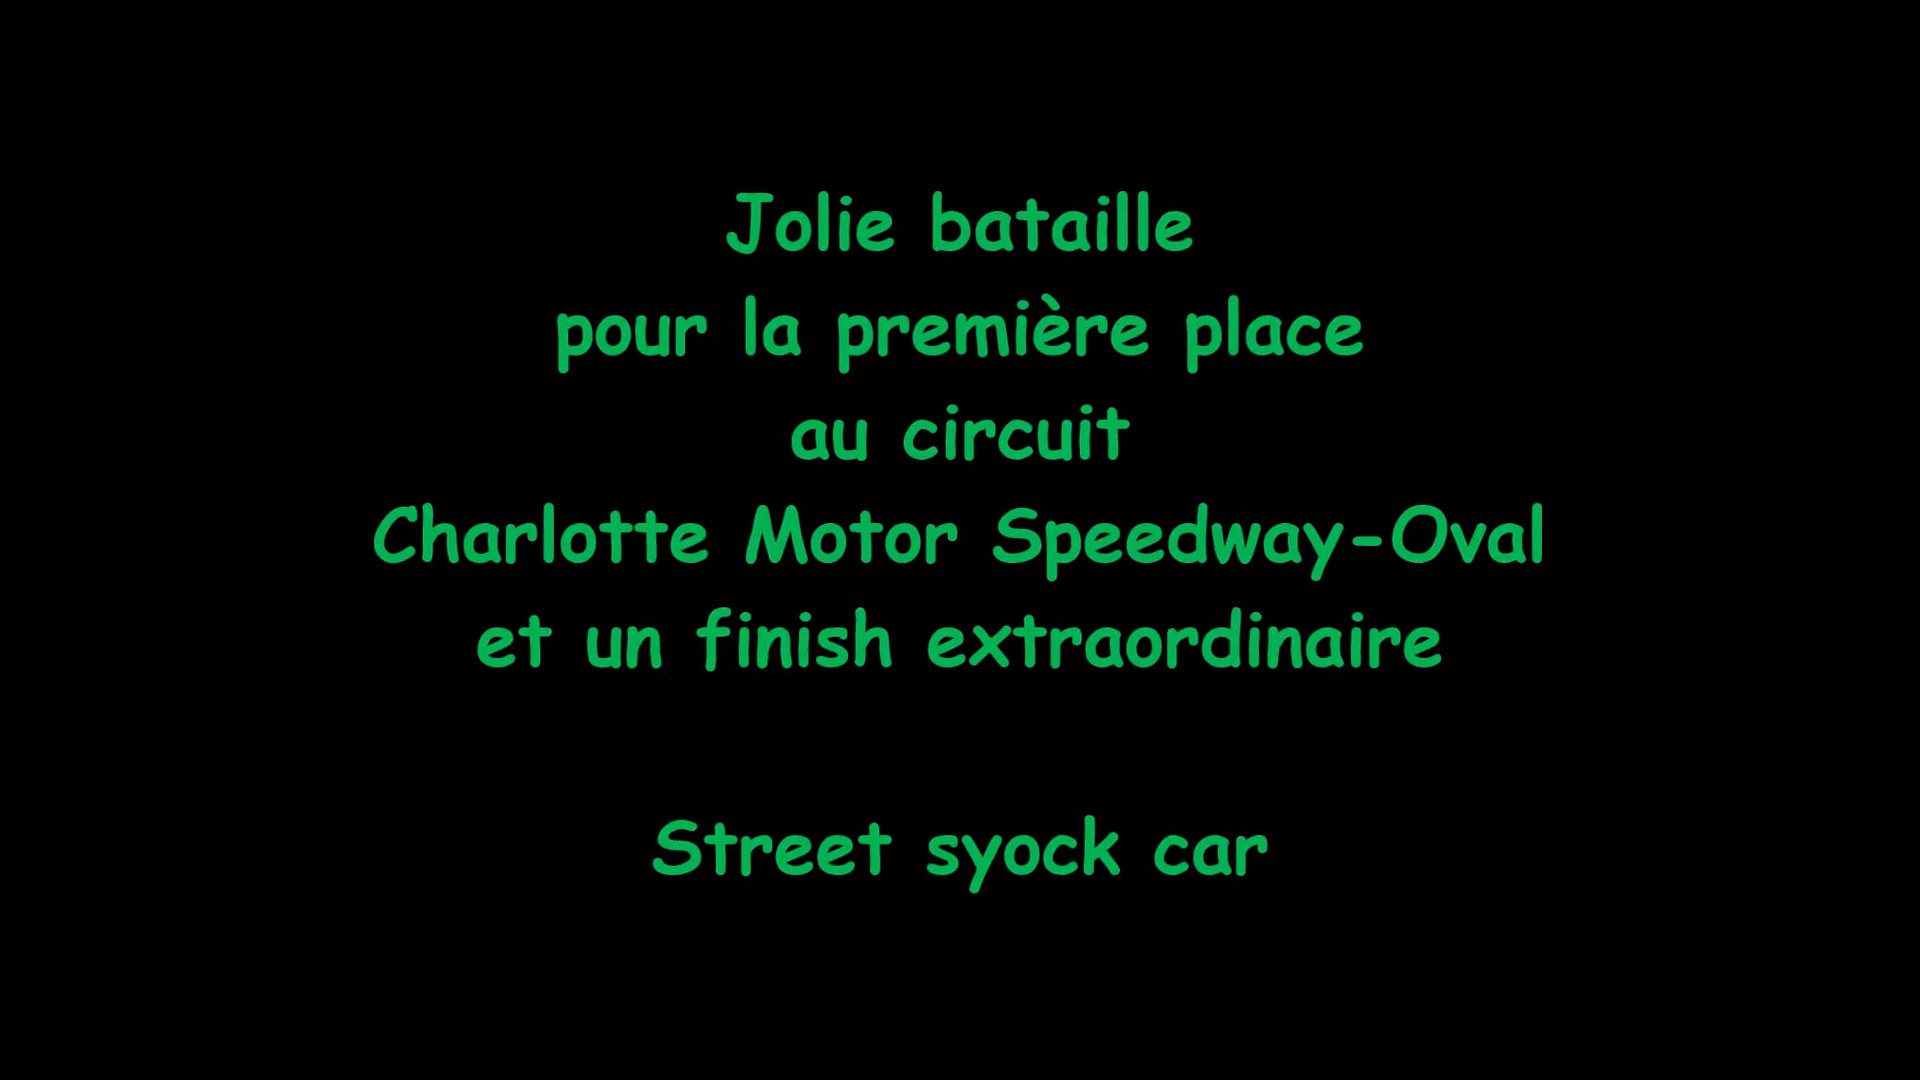 Jolie bataille
pour la première place
au circuit
Charlotte Motor Speedway-Oval
et un finish extraordinaire
Street syock car